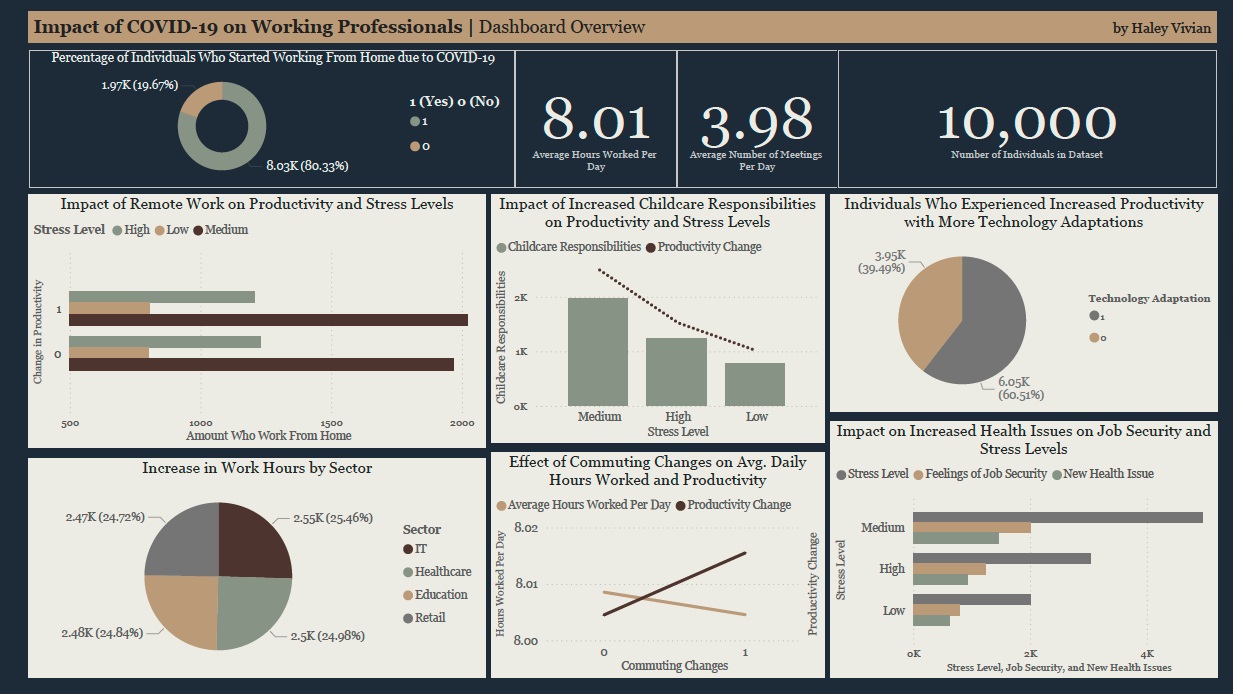 Impact of COVID-19 on Working Professionals | Dashboard Overview
by Haley Vivian
Percentage of Individuals Who Started Working From Home due to COVID-19
1.97K (19.67%)
8.03K (80.33%)
1 (Yes) 0 (No)
1
0
8.01
Average Hours Worked Per
Day
3.98
Average Number of Meetings
Per Day
10,000
Number of Individuals in Dataset
Impact of Remote Work on Productivity and Stress Levels
Stress Level High Low Medium
Change in Productivity
1
0
500 1000 1500 2000
Amount Who Work From Home
Impact of Increased Childcare Responsibilities
on Productivity and Stress Levels
Childcare Responsibilities Productivity Change
Childcare Responsibilities
2K
1K
0K
Medium High Low
Stress Level
Individuals Who Experienced Increased Productivity
with More Technology Adaptations
3.95K
(39.49%)
6.05K
(60.51%)
Technology Adaptation
1
0
Increase in Work Hours by Sector
2.47K (24.72%)
2.55K (25.46%)
2.48K (24.84%)
2.5K (24.98%)
Sector
IT
Healthcare
Education
Retail
Effect of Commuting Changes on Avg. Daily
Hours Worked and Productivity
Average Hours Worked Per Day Productivity Change
Hours Worked Per Day
8.02
8.01
8.00
0 1
Commuting Changes
Productivity Change
Impact on Increased Health Issues on Job Security and
Stress Levels
Stress Level Feelings of Job Security New Health Issue
Stress Level
Medium
High
Low
0K 2K 4K
Stress Level, Job Security, and New Health Issues